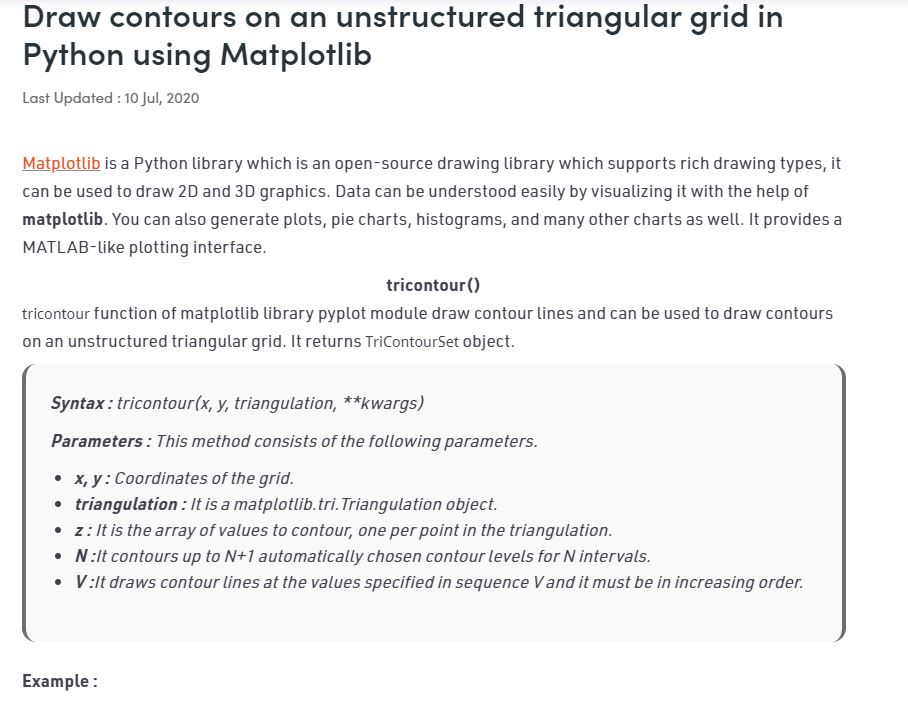 Draw contours on an unstructured triangular grid in
Python using Matplotlib
Last Updated : 10 Jul, 2020
Matplotlib is a Python library which is an open-source drawing library which supports rich drawing types, it
can be used to draw 2D and 3D graphics. Data can be understood easily by visualizing it with the help of
matplotlib. You can also generate plots, pie charts, histograms, and many other charts as well. It provides a
MATLAB-like plotting interface.
tricontour()
tricontour function of matplotlib library pyplot module draw contour lines and can be used to draw contours
on an unstructured triangular grid. It returns TriContourSet object.
Syntax : tricontour(x, y, triangulation, **kwargs)
Parameters : This method consists of the following parameters.
• x, y : Coordinates of the grid.
• triangulation : It is a matplotlib.tri.Triangulation object.
• z : It is the array of values to contour, one per point in the triangulation.
• N :It contours up to N+1 automatically chosen contour levels for N intervals.
• V :It draws contour lines at the values specified in sequence V and it must be in increasing order.
Example :